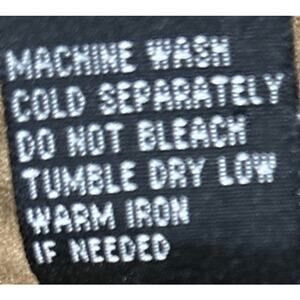 MACHINE WASH
COLD SEPARATELY
DO NOT BLEACH
TUMBLE DRY LOW
WARM IRON
IF NEEDED